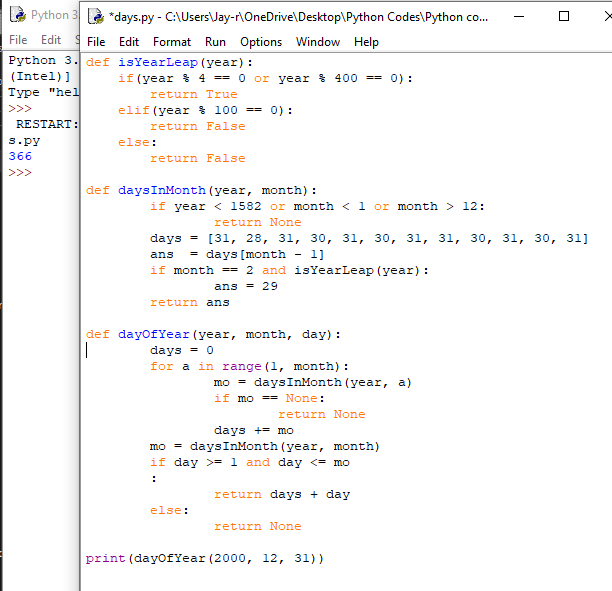 Python 3.
File Edit S
Python 3.
(Intel)]
Type "hel
>>>
RESTART:
s.py
366
>>>
*days.py - C:\Users\Jay-r\OneDrive\Desktop\Python Codes\Python co...
File Edit Format Run Options Window Help
def isYearLeap(year):
    if(year % 4 == 0 or year % 400 == 0):
        return True
    elif(year % 100 == 0):
        return False
    else:
        return False

def daysInMonth(year, month):
        if year < 1582 or month < 1 or month > 12:
                return None
        days = [31, 28, 31, 30, 31, 30, 31, 31, 30, 31, 30, 31]
        ans  = days[month - 1]
        if month == 2 and isYearLeap(year):
                ans = 29
        return ans

def dayOfYear(year, month, day):
        days = 0
        for a in range(1, month):
                mo = daysInMonth(year, a)
                if mo == None:
                        return None
                days += mo
        mo = daysInMonth(year, month)
        if day >= 1 and day <= mo
        :
                return days + day
        else:
                return None

print(dayOfYear(2000, 12, 31))